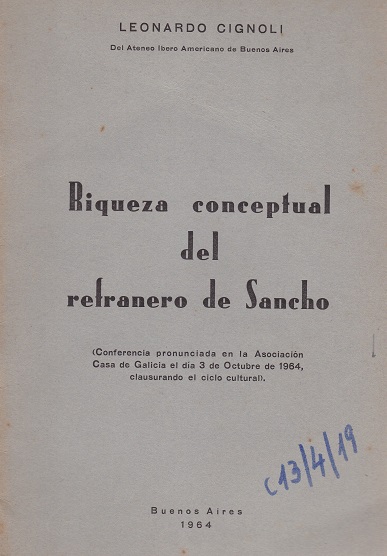 LEONARDO CIGNOLI
Del Ateneo Ibero Americano de Buenos Aires
Riqueza conceptual
del
refranero de Sancho
(Conferencia pronunciada en la Asociación
Casa de Galicia el día 3 de Octubre de 1964,
clausurando el ciclo cultural).
c13/4/19
Buenos Aires
1964